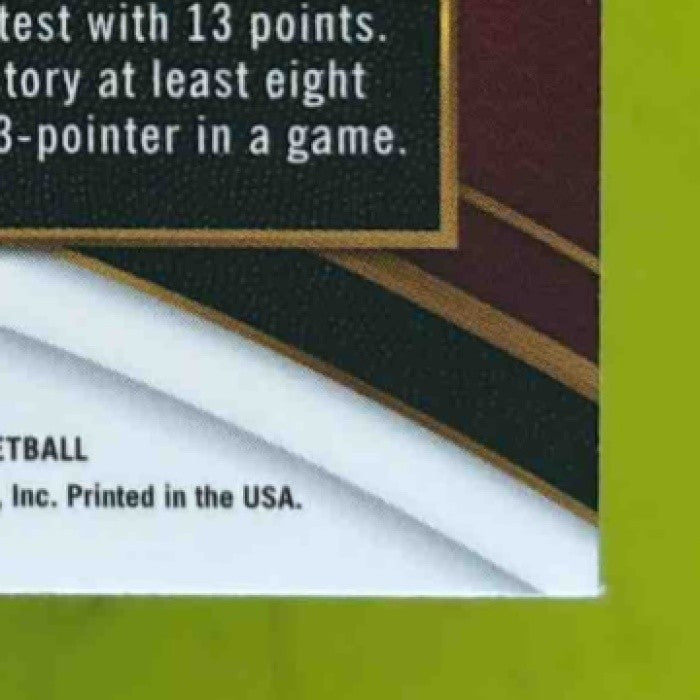 test with 13 points.
tory at least eight
3-pointer in a game.
ETBALL
, Inc. Printed in the USA.